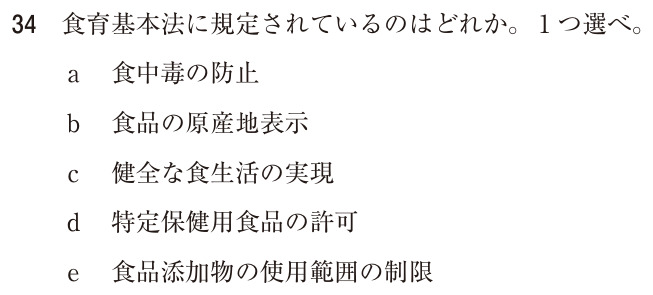 34 食育基本法に規定されているのはどれか。1つ選べ。
a 食中毒の防止
b 食品の原産地表示
c 健全な食生活の実現
d 特定保健用食品の許可
e 食品添加物の使用範囲の制限